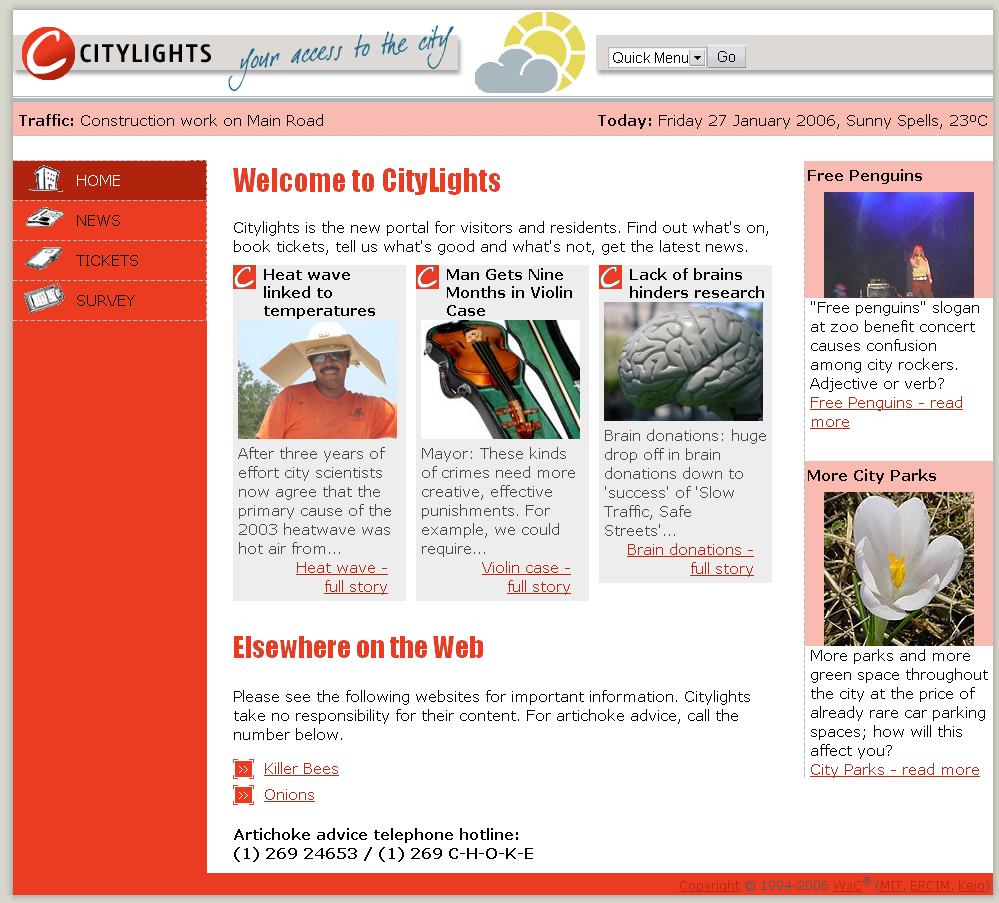 CITYLIGHTS
your access to the city
Quick Menu
Go
Traffic: Construction work on Main Road
Today: Friday 27 January 2006, Sunny Spells, 23ºC
HOME
NEWS
TICKETS
SURVEY
Welcome to CityLights
Citylights is the new portal for visitors and residents. Find out what's on,
book tickets, tell us what's good and what's not, get the latest news.
Heat wave
linked to
temperatures
After three years of
effort city scientists
now agree that the
primary cause of the
2003 heatwave was
hot air from...
Heat wave -
full story
Man Gets Nine
Months in Violin
Case
Mayor: These kinds
of crimes need more
creative, effective
punishments. For
example, we could
require...
Violin case -
full story
Lack of brains
hinders research
Brain donations: huge
drop off in brain
donations down to
'success' of 'Slow
Traffic, Safe
Streets'...
Brain donations -
full story
Elsewhere on the Web
Please see the following websites for important information. Citylights
take no responsibility for their content. For artichoke advice, call the
number below.
Killer Bees
Onions
Artichoke advice telephone hotline:
(1) 269 24653 / (1) 269 C-H-O-K-E
Free Penguins
"Free penguins" slogan
at zoo benefit concert
causes confusion
among city rockers.
Adjective or verb?
Free Penguins - read
more
More City Parks
More parks and more
green space throughout
the city at the price of
already rare car parking
spaces; how will this
affect you?
City Parks - read more
Copyright © 1994-2006 W3C® (MIT, ERCIM, Keio)